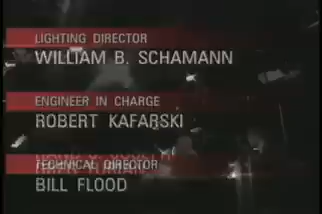 LIGHTING DIRECTOR
WILLIAM B. SCHAMANN
ENGINEER IN CHARGE
ROBERT KAFARSKI
TECHNICAL DIRECTOR
BILL FLOOD